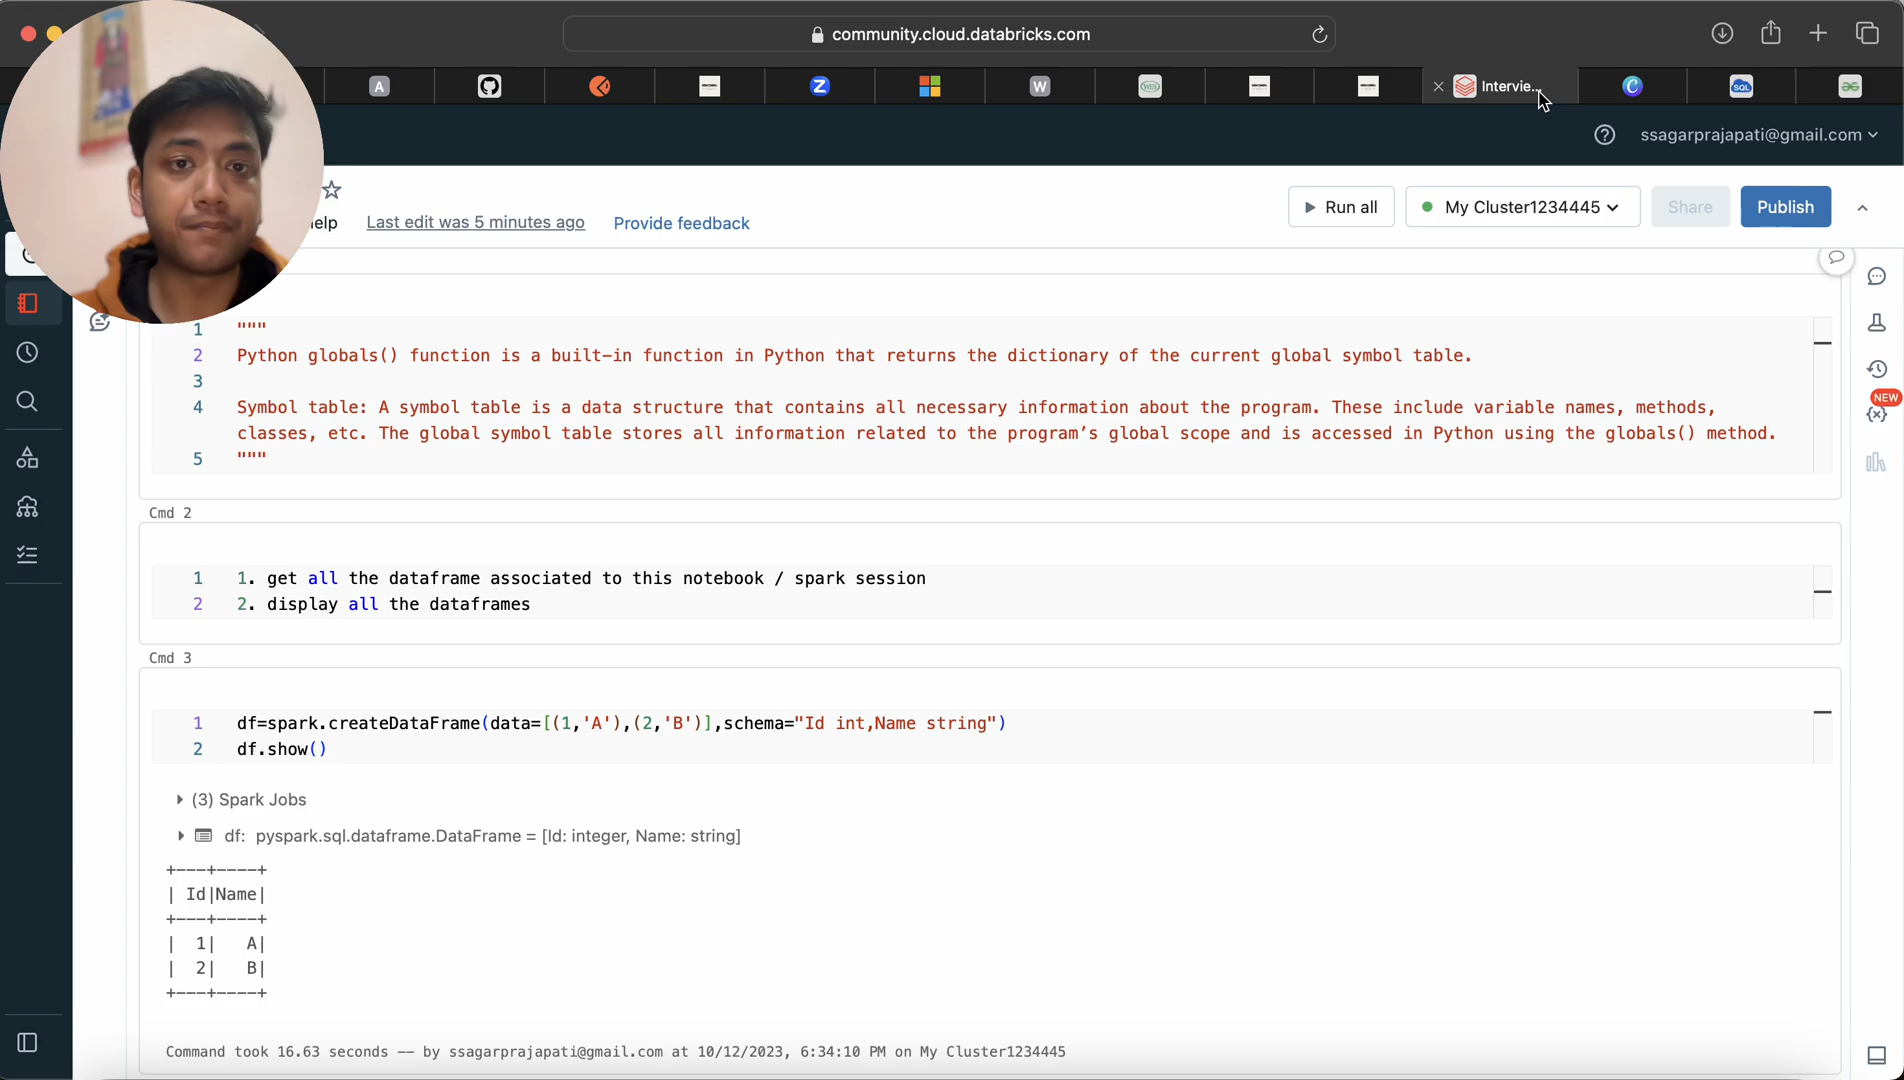 community.cloud.databricks.com
A
W
WES
Intervie...
C
SQL
ssagarprajapati@gmail.com
elp
Last edit was 5 minutes ago
Provide feedback
Run all
My Cluster1234445
Share
Publish
1 """
2 Python globals() function is a built-in function in Python that returns the dictionary of the current global symbol table.
3
4 Symbol table: A symbol table is a data structure that contains all necessary information about the program. These include variable names, methods,
classes, etc. The global symbol table stores all information related to the program’s global scope and is accessed in Python using the globals() method.
5 """
NEW
Cmd 2
1 1. get all the dataframe associated to this notebook / spark session
2 2. display all the dataframes
Cmd 3
1 df=spark.createDataFrame(data=[(1,'A'),(2,'B')],schema="Id int,Name string")
2 df.show()
(3) Spark Jobs
df: pyspark.sql.dataframe.DataFrame = [Id: integer, Name: string]
+---+----+
| Id|Name|
+---+----+
|  1|   A|
|  2|   B|
+---+----+
Command took 16.63 seconds -- by ssagarprajapati@gmail.com at 10/12/2023, 6:34:10 PM on My Cluster1234445